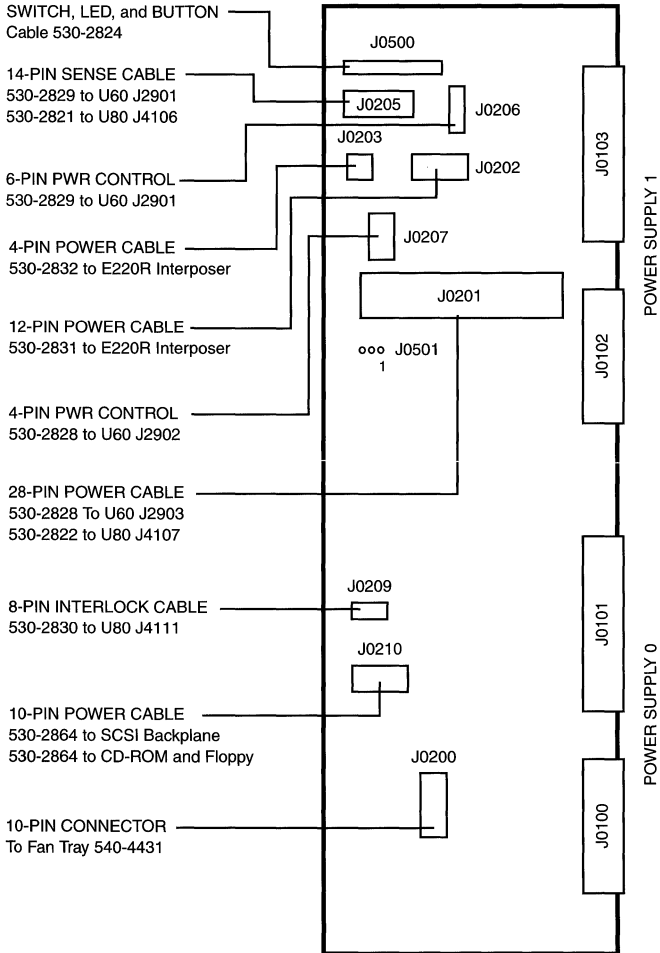 SWITCH, LED, and BUTTON
Cable 530-2824
14-PIN SENSE CABLE
530-2829 to U60 J2901
530-2821 to U80 J4106
6-PIN PWR CONTROL
530-2829 to U60 J2901
4-PIN POWER CABLE
530-2832 to E220R Interposer
12-PIN POWER CABLE
530-2831 to E220R Interposer
4-PIN PWR CONTROL
530-2828 to U60 J2902
28-PIN POWER CABLE
530-2828 To U60 J2903
530-2822 to U80 J4107
8-PIN INTERLOCK CABLE
530-2830 to U80 J4111
10-PIN POWER CABLE
530-2864 to SCSI Backplane
530-2864 to CD-ROM and Floppy
10-PIN CONNECTOR
To Fan Tray 540-4431
J0500
J0205
J0206
J0203
J0202
J0207
J0201
J0501
1
J0209
J0210
J0200
J0103
J0102
J0101
J0100
POWER SUPPLY 1
POWER SUPPLY 0